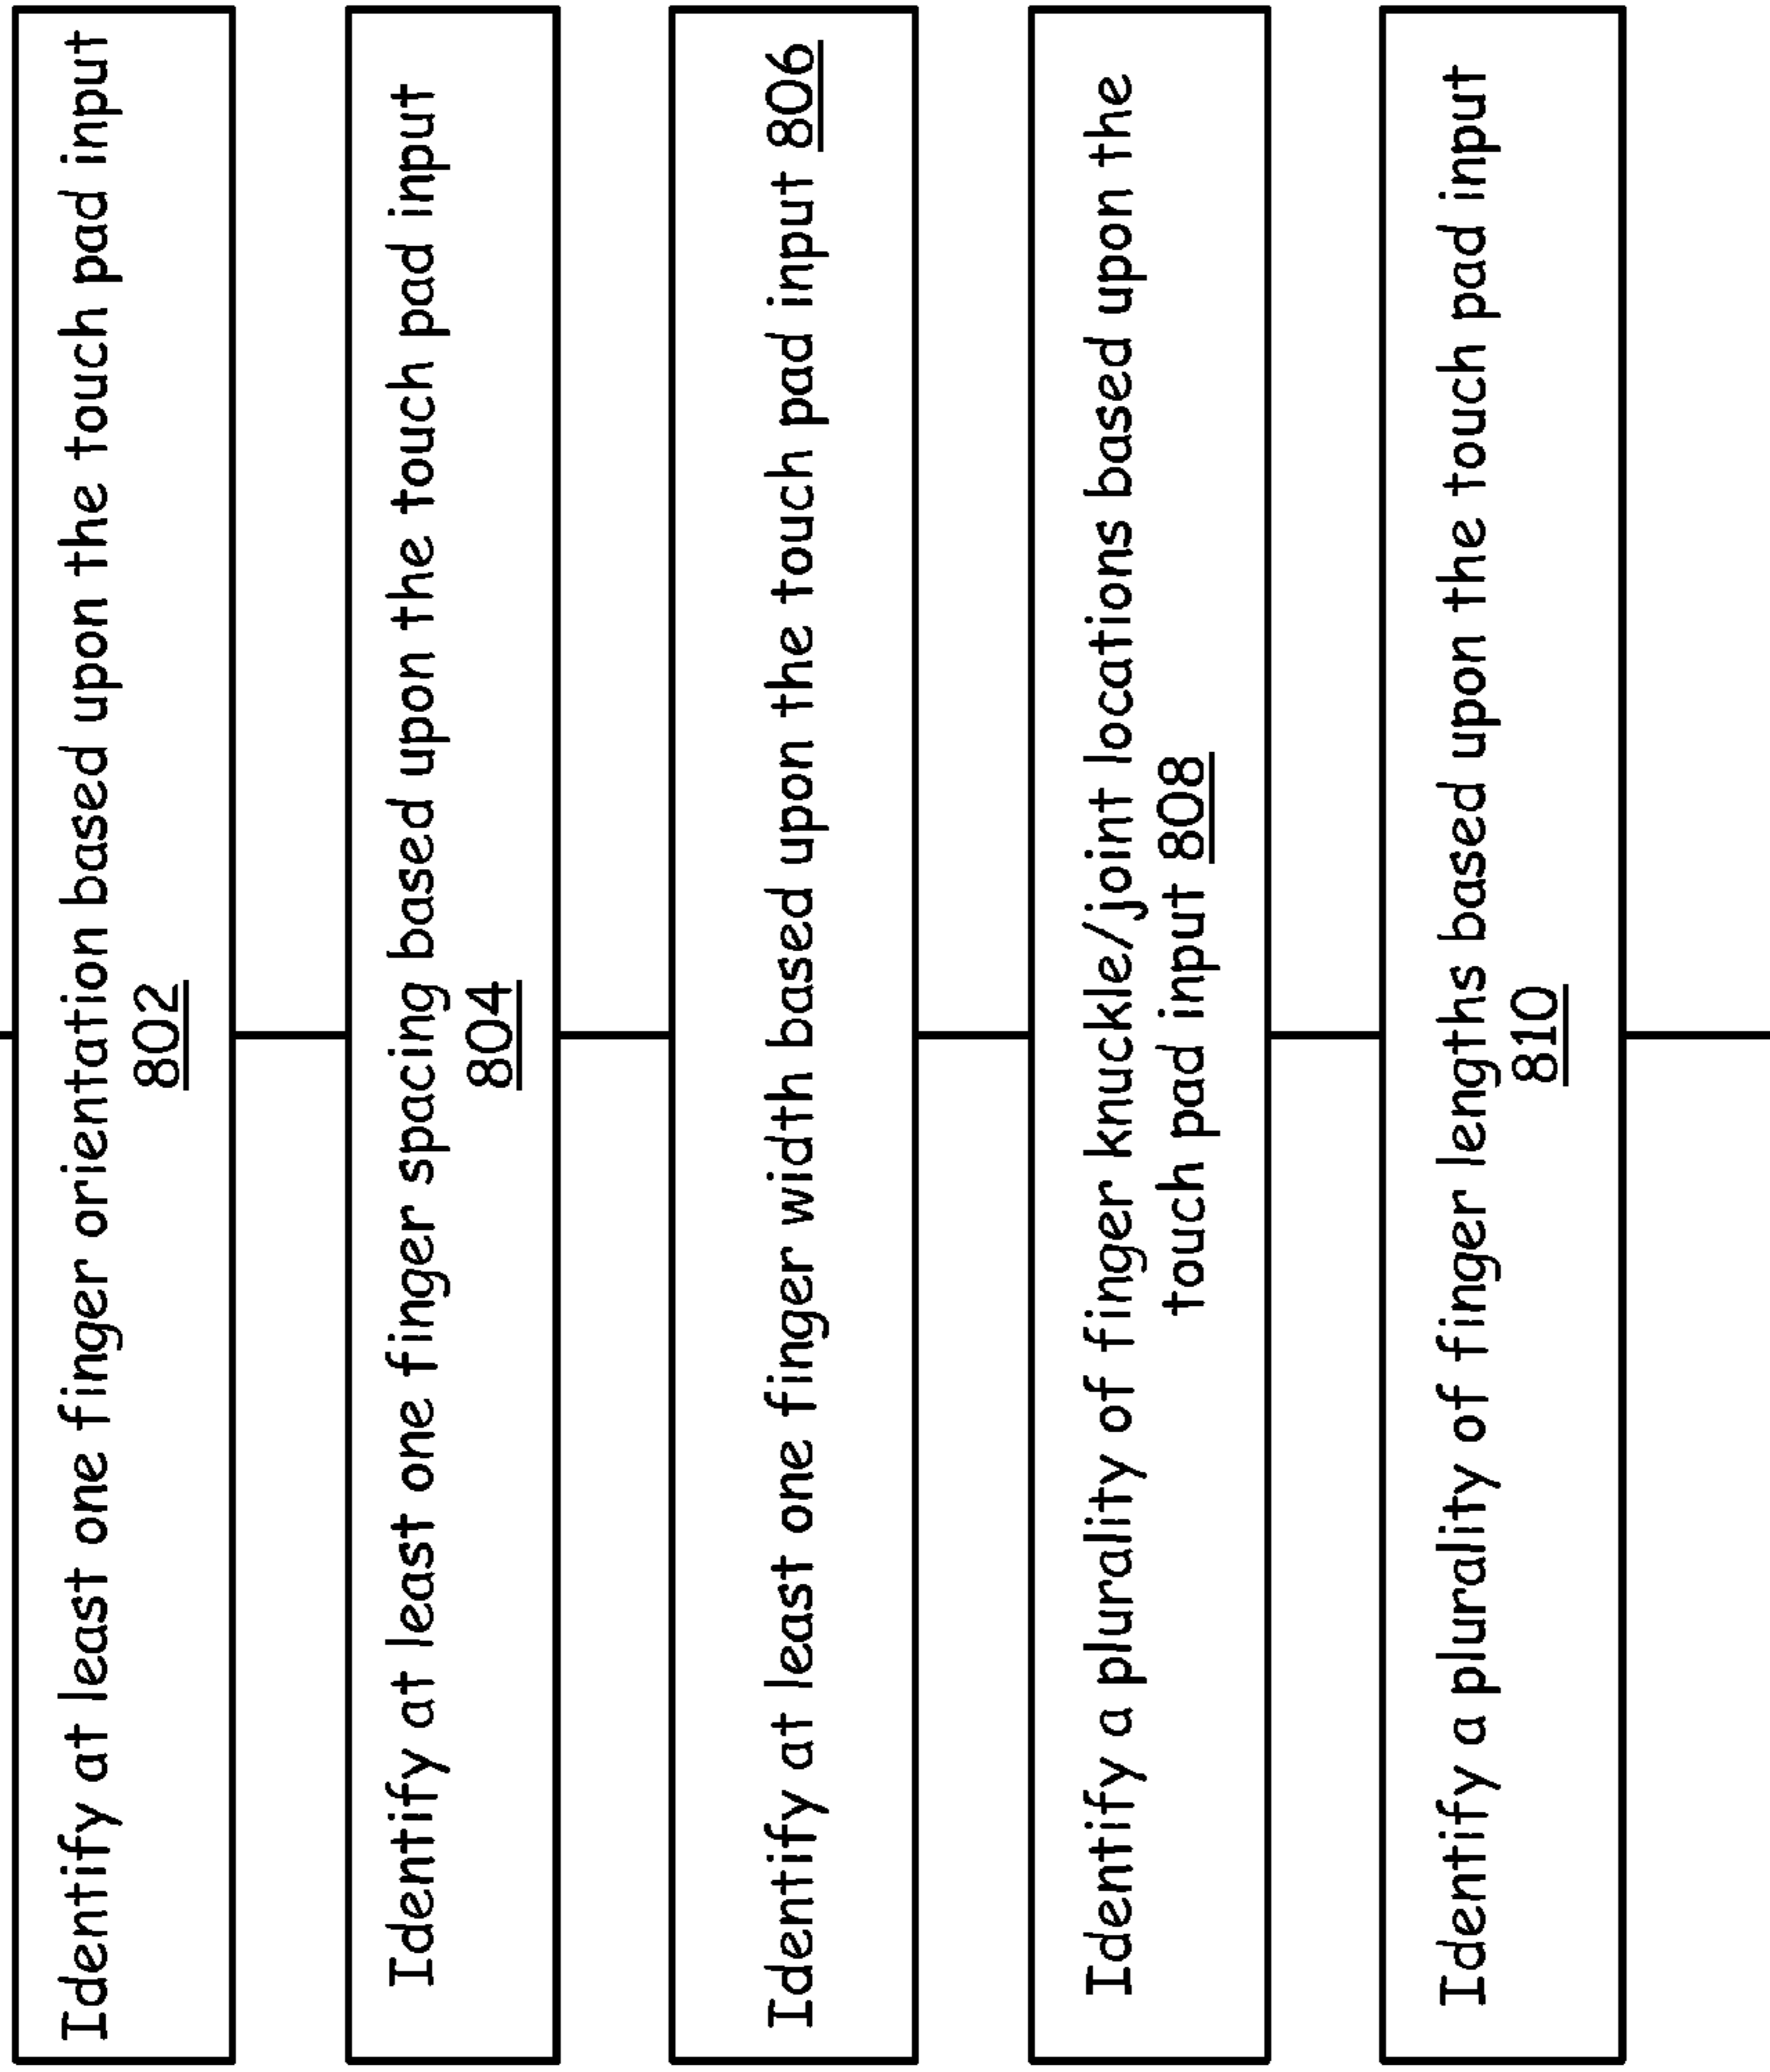 Identify at least one finger orientation based upon the touch pad input
802
Identify at least one finger spacing based upon the touch pad input
804
Identify at least one finger width based upon the touch pad input 806
Identify a plurality of finger knuckle/joint locations based upon the
touch pad input 808
Identify a plurality of finger lengths based upon the touch pad input
810